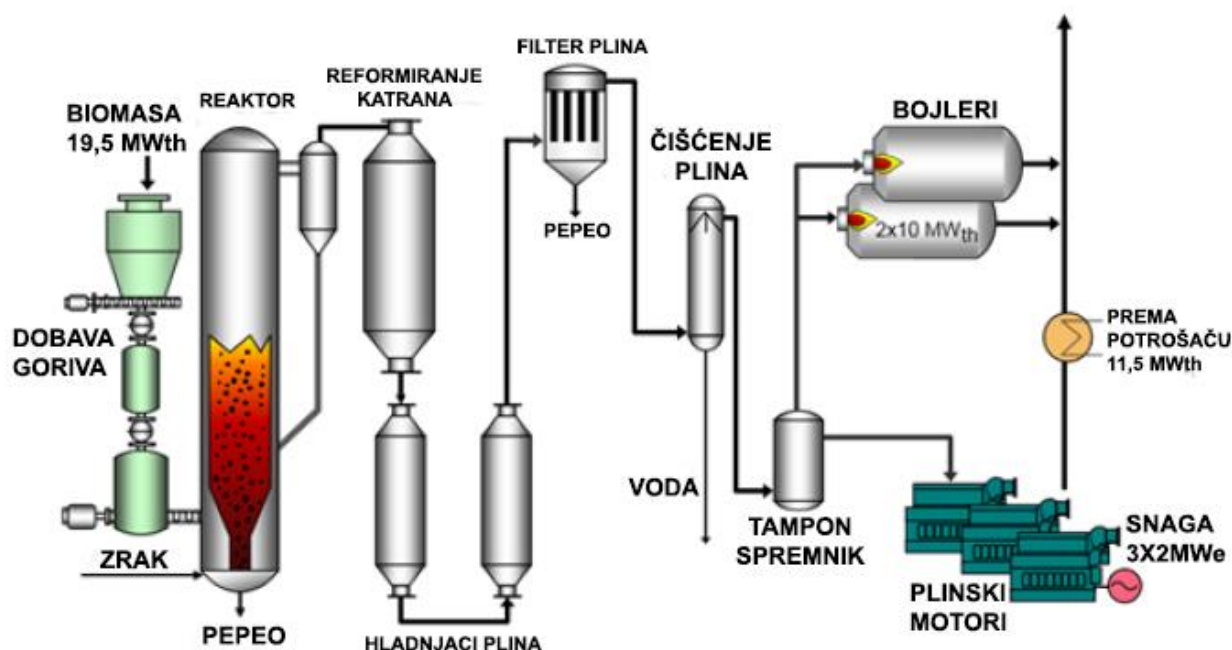 BIOMASA
19,5 MWth
REAKTOR
REFORMIRANJE
KATRANA
FILTER PLINA
PEPEO
ČIŠĆENJE
PLINA
BOJLERI
2x10 MWth
PREMA
POTROŠAČU
11,5 MWth
DOBAVA
GORIVA
ZRAK
PEPEO
HLADNJACI PLINA
VODA
TAMPON
SPREMNIK
PLINSKI
MOTORI
SNAGA
3X2MWe